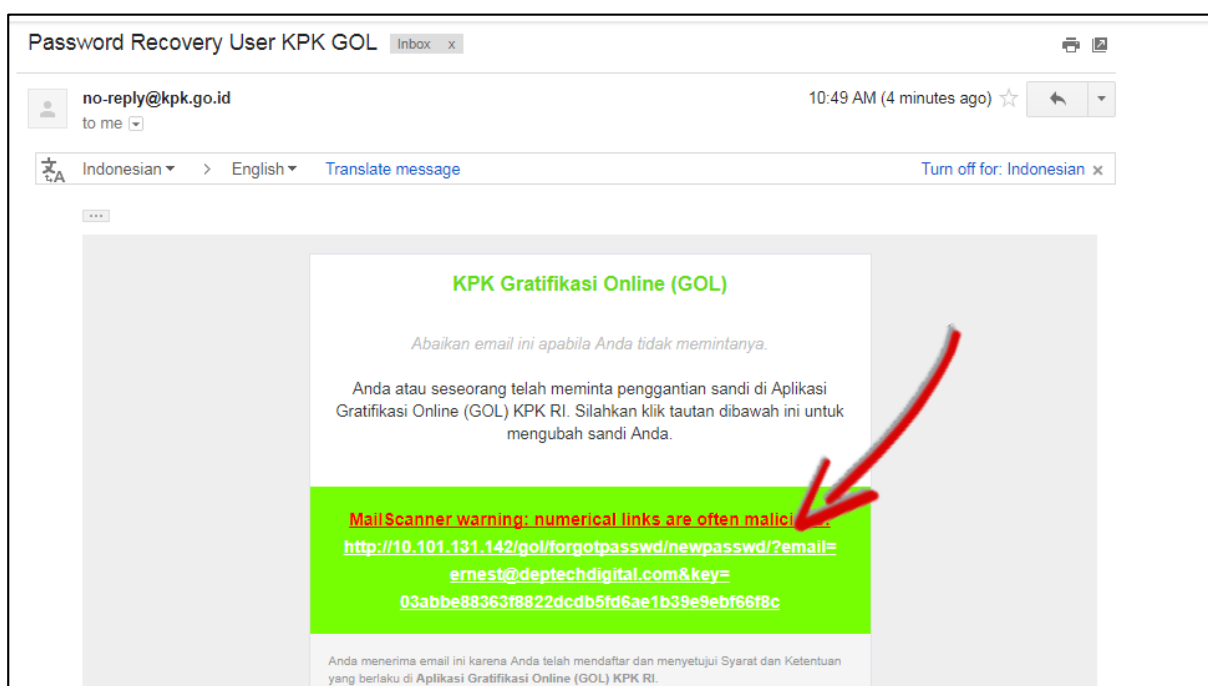 Password Recovery User KPK GOL Inbox x
no-reply@kpk.go.id 10:49 AM (4 minutes ago)
to me
Indonesian > English Translate message Turn off for: Indonesian x
...
KPK Gratifikasi Online (GOL)
Abaikan email ini apabila Anda tidak memintanya.
Anda atau seseorang telah meminta penggantian sandi di Aplikasi
Gratifikasi Online (GOL) KPK RI. Silahkan klik tautan dibawah ini untuk
mengubah sandi Anda.
MailScanner warning: numerical links are often
http://10.101.131.142/gol/forgotpasswd/newpasswd/?email=
ernest@deptechdigital.com&key=
03abbe88363f8822dcdb5fd6ae1b39e9ebf66f8c
Anda menerima email ini karena Anda telah mendaftar dan menyetujui Syarat dan Ketentuan
yang berlaku di Aplikasi Gratifikasi Online (GOL) KPK RI.